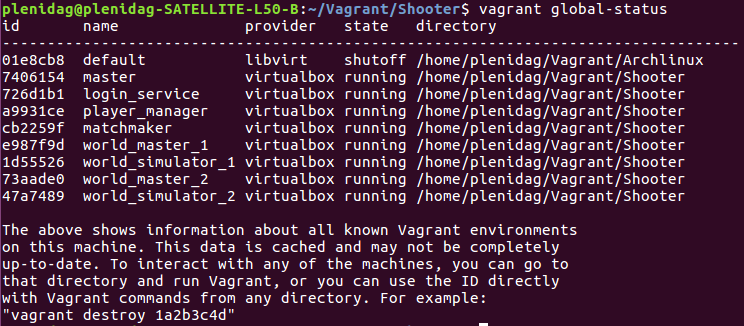 plenidag@plenidag-SATELLITE-L50-B:~/Vagrant/Shooter$ vagrant global-status
id       name              provider   state   directory
--------------------------------------------------------------------------------------------
01e8cb8  default           libvirt    shutoff /home/plenidag/Vagrant/Archlinux
7406154  master            virtualbox running /home/plenidag/Vagrant/Shooter
726d1b1  login_service     virtualbox running /home/plenidag/Vagrant/Shooter
a9931ce  player_manager    virtualbox running /home/plenidag/Vagrant/Shooter
cb2259f  matchmaker        virtualbox running /home/plenidag/Vagrant/Shooter
e987f9d  world_master_1    virtualbox running /home/plenidag/Vagrant/Shooter
1d55526  world_simulator_1 virtualbox running /home/plenidag/Vagrant/Shooter
73aade0  world_master_2    virtualbox running /home/plenidag/Vagrant/Shooter
47a7489  world_simulator_2 virtualbox running /home/plenidag/Vagrant/Shooter
The above shows information about all known Vagrant environments
on this machine. This data is cached and may not be completely
up-to-date. To interact with any of the machines, you can go to
that directory and run Vagrant, or you can use the ID directly
with Vagrant commands from any directory. For example:
"vagrant destroy 1a2b3c4d"